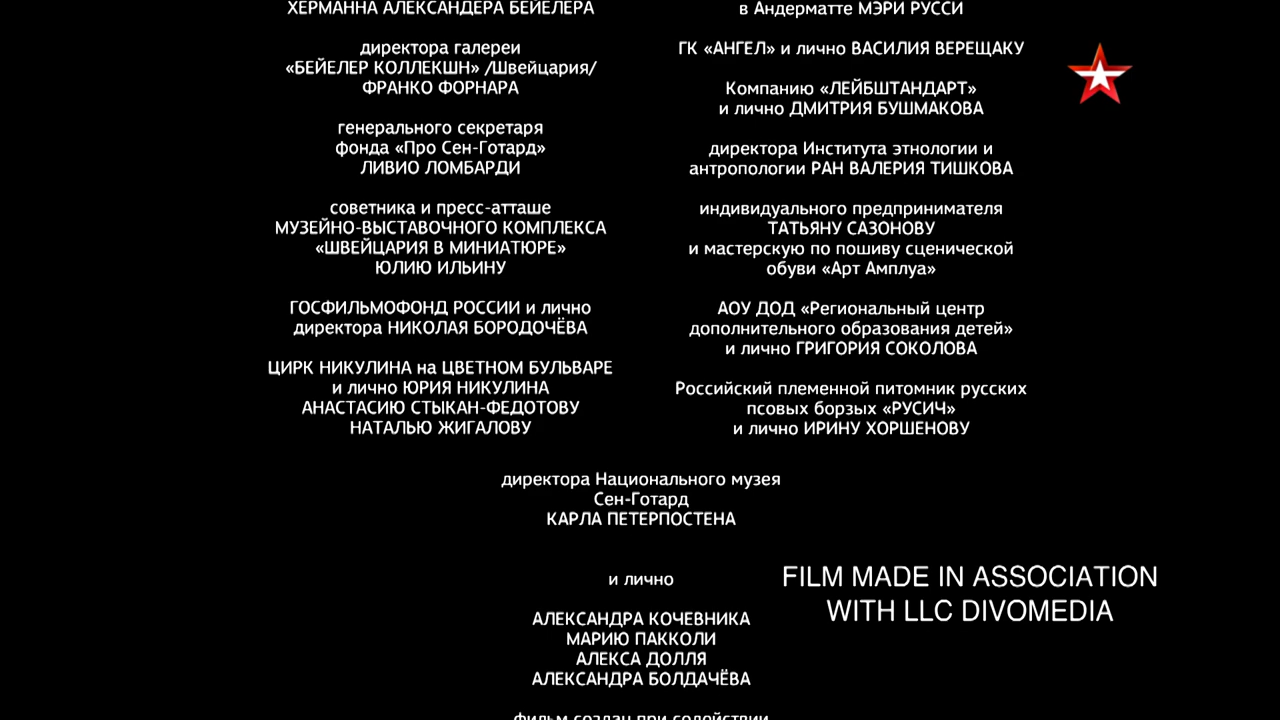 ХЕРМАННА АЛЕКСАНДЕРА БЕЙЕЛЕРА
директора галереи
«БЕЙЕЛЕР КОЛЛЕКШН» /Швейцария/
ФРАНКО ФОРНАРА
генерального секретаря
фонда «Про Сен-Готард»
ЛИВИО ЛОМБАРДИ
советника и пресс-атташе
МУЗЕЙНО-ВЫСТАВОЧНОГО КОМПЛЕКСА
«ШВЕЙЦАРИЯ В МИНИАТЮРЕ»
ЮЛИЮ ИЛЬИНУ
ГОСФИЛЬМОФОНД РОССИИ и лично
директора НИКОЛАЯ БОРОДОЧЁВА
ЦИРК НИКУЛИНА на ЦВЕТНОМ БУЛЬВАРЕ
и лично ЮРИЯ НИКУЛИНА
АНАСТАСИЮ СТЫКАН-ФЕДОТОВУ
НАТАЛЬЮ ЖИГАЛОВУ
в Андерматте МЭРИ РУССИ
ГК «АНГЕЛ» и лично ВАСИЛИЯ ВЕРЕЩАКУ
Компанию «ЛЕЙБШТАНДАРТ»
и лично ДМИТРИЯ БУШМАКОВА
директора Института этнологии и
антропологии РАН ВАЛЕРИЯ ТИШКОВА
индивидуального предпринимателя
ТАТЬЯНУ САЗОНОВУ
и мастерскую по пошиву сценической
обуви «Арт Амплуа»
АОУ ДОД «Региональный центр
дополнительного образования детей»
и лично ГРИГОРИЯ СОКОЛОВА
Российский племенной питомник русских
псовых борзых «РУСИЧ»
и лично ИРИНУ ХОРШЕНОВУ
директора Национального музея
Сен-Готард
КАРЛА ПЕТЕРПОСТЕНА
и лично
АЛЕКСАНДРА КОЧЕВНИКА
МАРИЮ ПАККОЛИ
АЛЕКСА ДОЛЛЯ
АЛЕКСАНДРА БОЛДАЧЁВА
фильм создан при содействии
FILM MADE IN ASSOCIATION
WITH LLC DIVOMEDIA